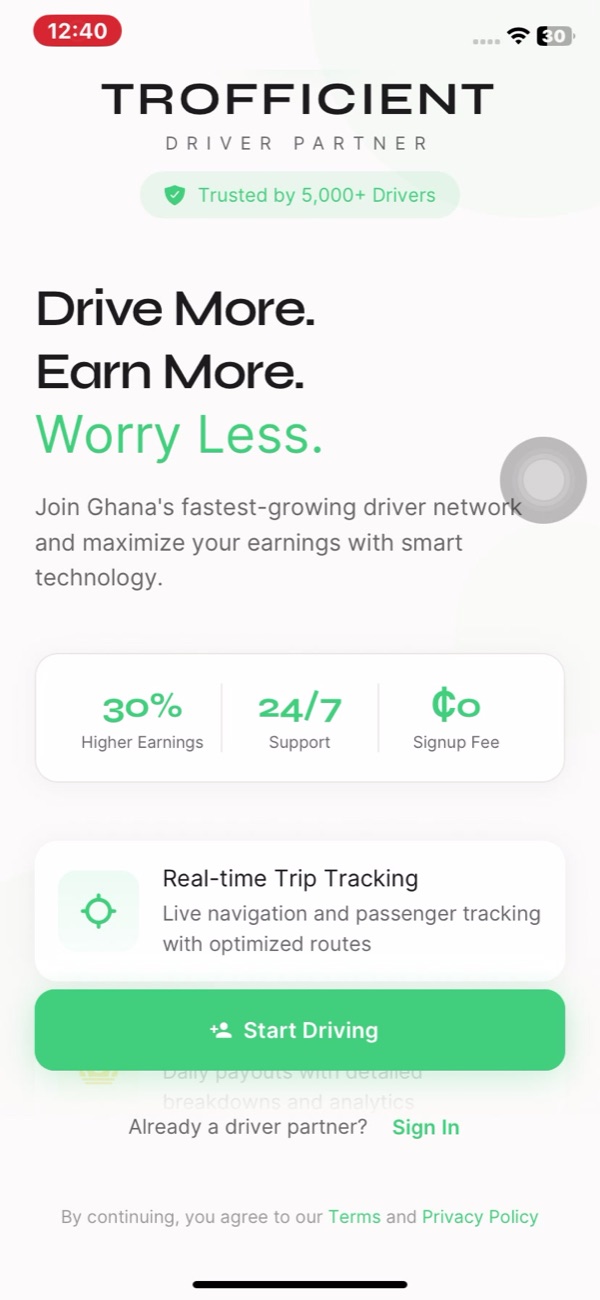 12:40
30
TROFFICIENT
DRIVER PARTNER
Trusted by 5,000+ Drivers
Drive More.
Earn More.
Worry Less.
Join Ghana's fastest-growing driver network
and maximize your earnings with smart
technology.
30% 24/7 ₵0
Higher Earnings Support Signup Fee
Real-time Trip Tracking
Live navigation and passenger tracking
with optimized routes
Start Driving
Daily payouts with detailed
breakdowns and analytics
Already a driver partner? Sign In
By continuing, you agree to our Terms and Privacy Policy